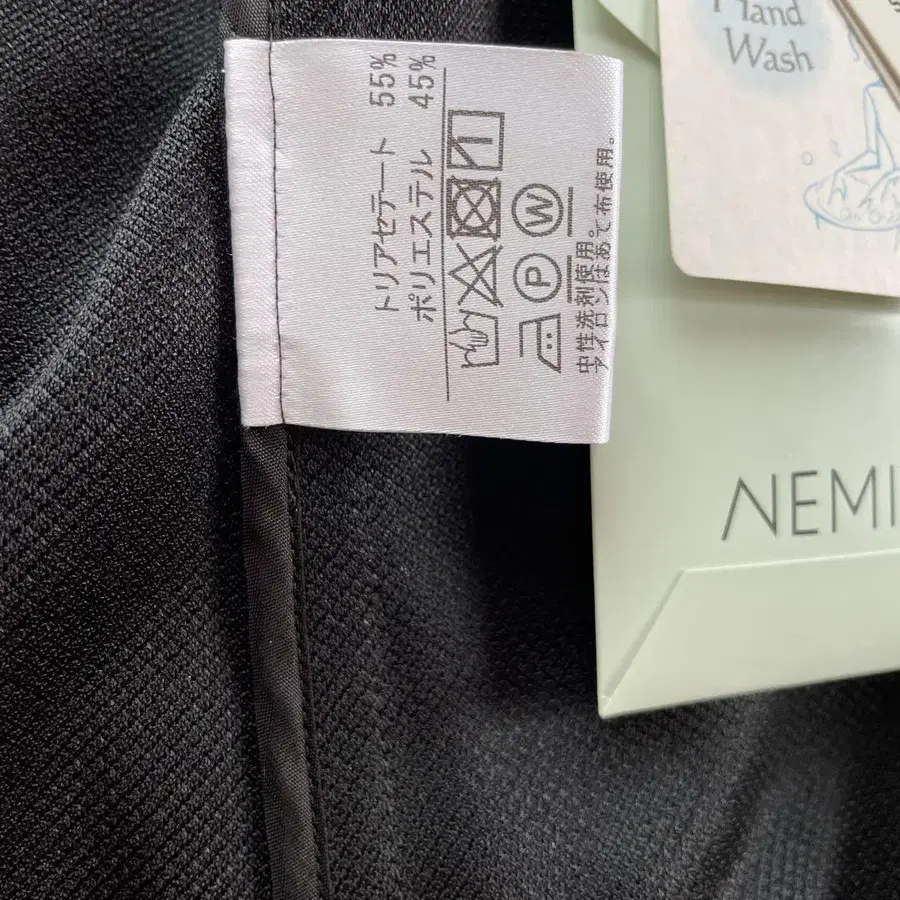 トリアセテート 55%
ポリエステル 45%
P W
中性洗剤使用。
アイロンはあて布使用。
Hand
Wash
NEMI